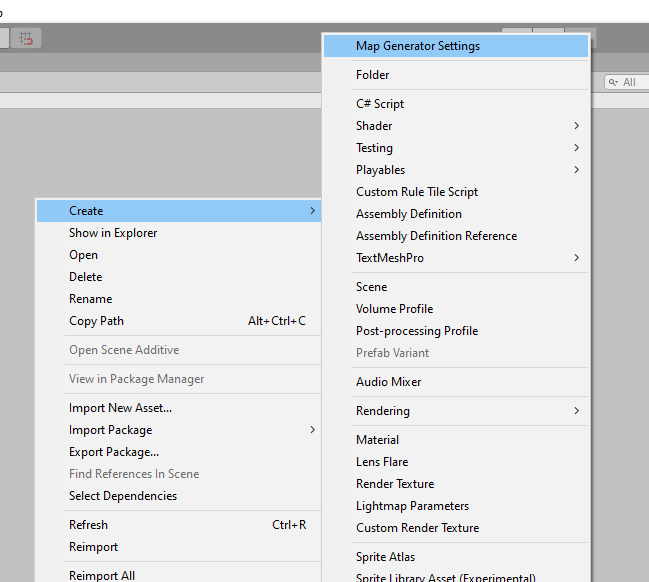 All
Map Generator Settings
Folder
C# Script
Shader
Testing
Playables
Custom Rule Tile Script
Assembly Definition
Assembly Definition Reference
TextMeshPro
Scene
Volume Profile
Post-processing Profile
Prefab Variant
Audio Mixer
Rendering
Material
Lens Flare
Render Texture
Lightmap Parameters
Custom Render Texture
Sprite Atlas
Sprite Library Asset (Experimental)
Create
Show in Explorer
Open
Delete
Rename
Copy Path Alt+Ctrl+C
Open Scene Additive
View in Package Manager
Import New Asset...
Import Package
Export Package...
Find References In Scene
Select Dependencies
Refresh Ctrl+R
Reimport
Reimport All